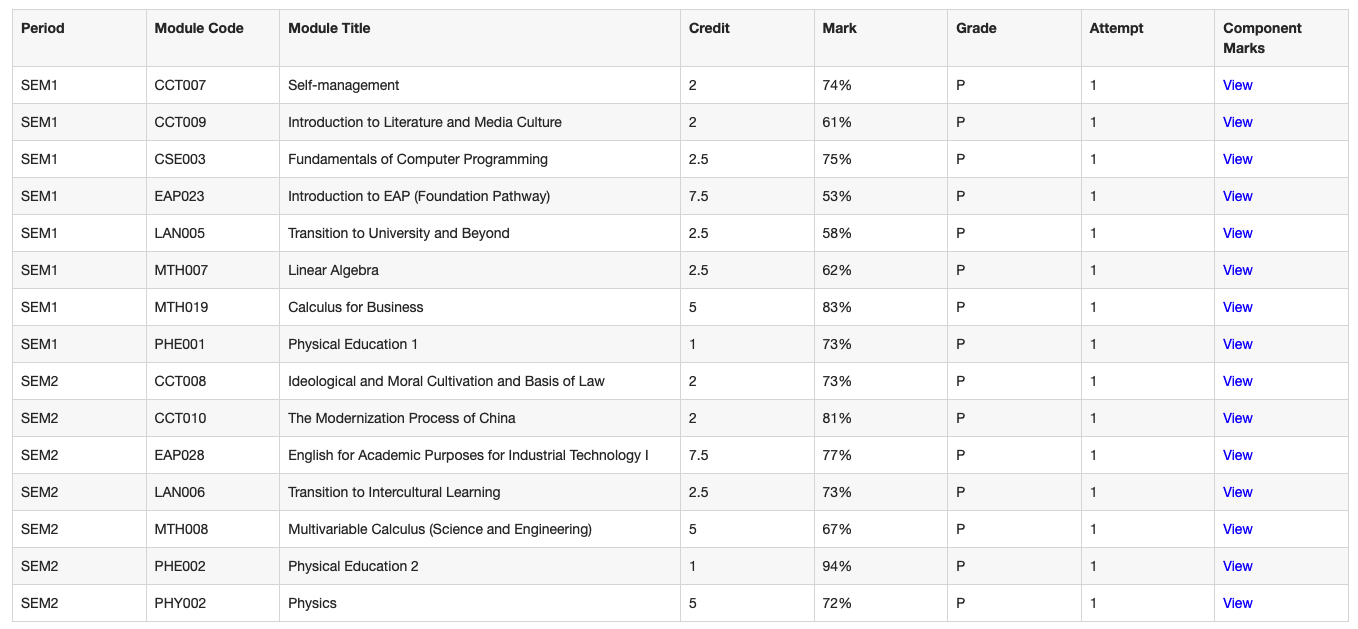 Period Module Code Module Title Credit Mark Grade Attempt Component Marks
SEM1 CCT007 Self-management 2 74% P 1 View
SEM1 CCT009 Introduction to Literature and Media Culture 2 61% P 1 View
SEM1 CSE003 Fundamentals of Computer Programming 2.5 75% P 1 View
SEM1 EAP023 Introduction to EAP (Foundation Pathway) 7.5 53% P 1 View
SEM1 LAN005 Transition to University and Beyond 2.5 58% P 1 View
SEM1 MTH007 Linear Algebra 2.5 62% P 1 View
SEM1 MTH019 Calculus for Business 5 83% P 1 View
SEM1 PHE001 Physical Education 1 1 73% P 1 View
SEM2 CCT008 Ideological and Moral Cultivation and Basis of Law 2 73% P 1 View
SEM2 CCT010 The Modernization Process of China 2 81% P 1 View
SEM2 EAP028 English for Academic Purposes for Industrial Technology I 7.5 77% P 1 View
SEM2 LAN006 Transition to Intercultural Learning 2.5 73% P 1 View
SEM2 MTH008 Multivariable Calculus (Science and Engineering) 5 67% P 1 View
SEM2 PHE002 Physical Education 2 1 94% P 1 View
SEM2 PHY002 Physics 5 72% P 1 View